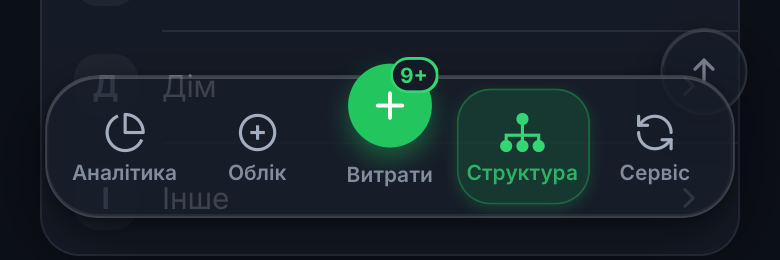 Д
Дім
9+
Аналітика
Облік
Витрати
Структура
Сервіс
І
Інше